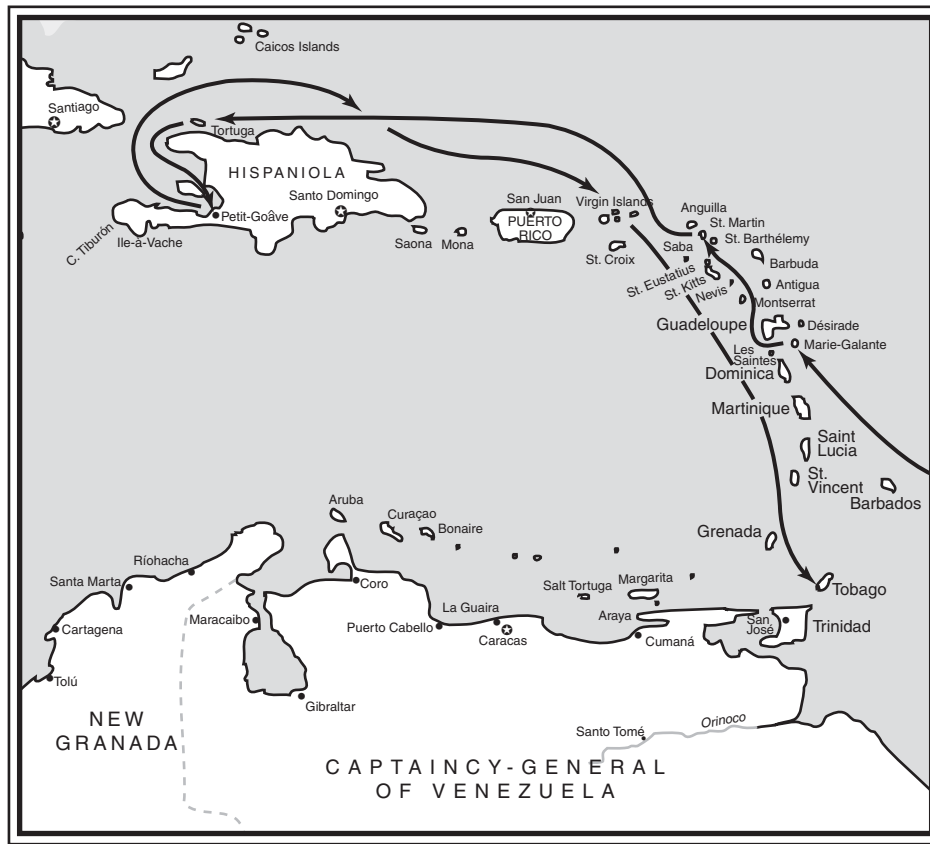 Caicos Islands
Santiago
Tortuga
HISPANIOLA
Santo Domingo
Petit-Goâve
C. Tiburón
Ile-à-Vache
Saona
Mona
San Juan
PUERTO
RICO
Virgin Islands
St. Croix
Anguilla
St. Martin
St. Barthélemy
Saba
St. Eustatius
St. Kitts
Nevis
Barbuda
Antigua
Montserrat
Guadeloupe
Désirade
Marie-Galante
Les
Saintes
Dominica
Martinique
Saint
Lucia
St.
Vincent
Barbados
Grenada
Tobago
Aruba
Curaçao
Bonaire
Ríohacha
Santa Marta
Coro
Salt Tortuga
Margarita
La Guaira
Araya
Cartagena
Maracaibo
Puerto Cabello
Caracas
Cumaná
San
José
Trinidad
Tolú
Gibraltar
NEW
GRANADA
Santo Tomé
Orinoco
CAPTAINCY-GENERAL
OF VENEZUELA